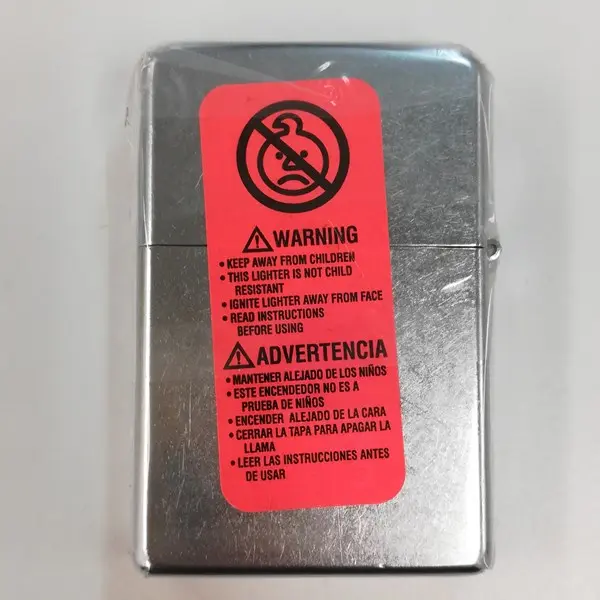 ⚠ WARNING
• KEEP AWAY FROM CHILDREN
• THIS LIGHTER IS NOT CHILD
RESISTANT
• IGNITE LIGHTER AWAY FROM FACE
• READ INSTRUCTIONS
BEFORE USING
⚠ ADVERTENCIA
• MANTENER ALEJADO DE LOS NIÑOS
• ESTE ENCENDEDOR NO ES A
PRUEBA DE NIÑOS
• ENCENDER ALEJADO DE LA CARA
• CERRAR LA TAPA PARA APAGAR LA
LLAMA
• LEER LAS INSTRUCCIONES ANTES
DE USAR